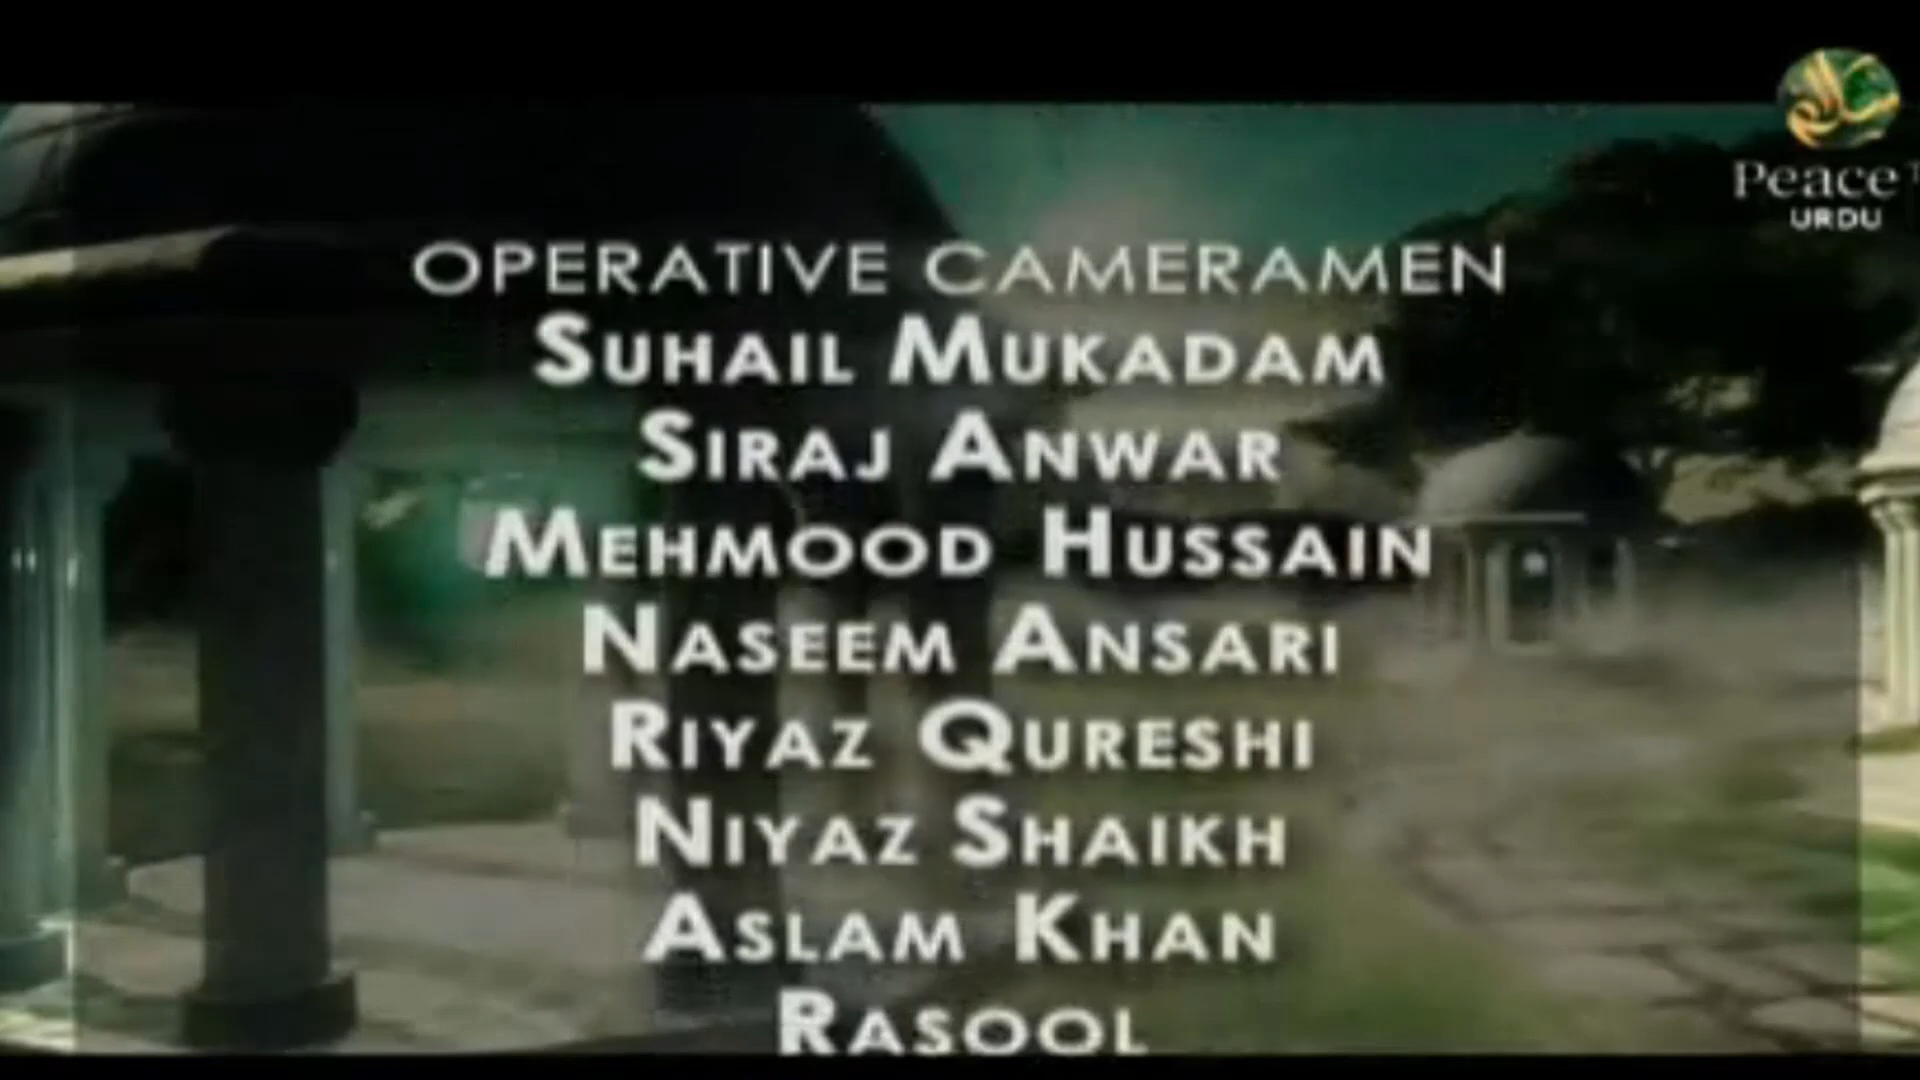 Peace
URDU
OPERATIVE CAMERAMEN
SUHAIL MUKADAM
SIRAJ ANWAR
MEHMOOD HUSSAIN
NASEEM ANSARI
RIYAZ QURESHI
NIYAZ SHAIKH
ASLAM KHAN
RASOOL